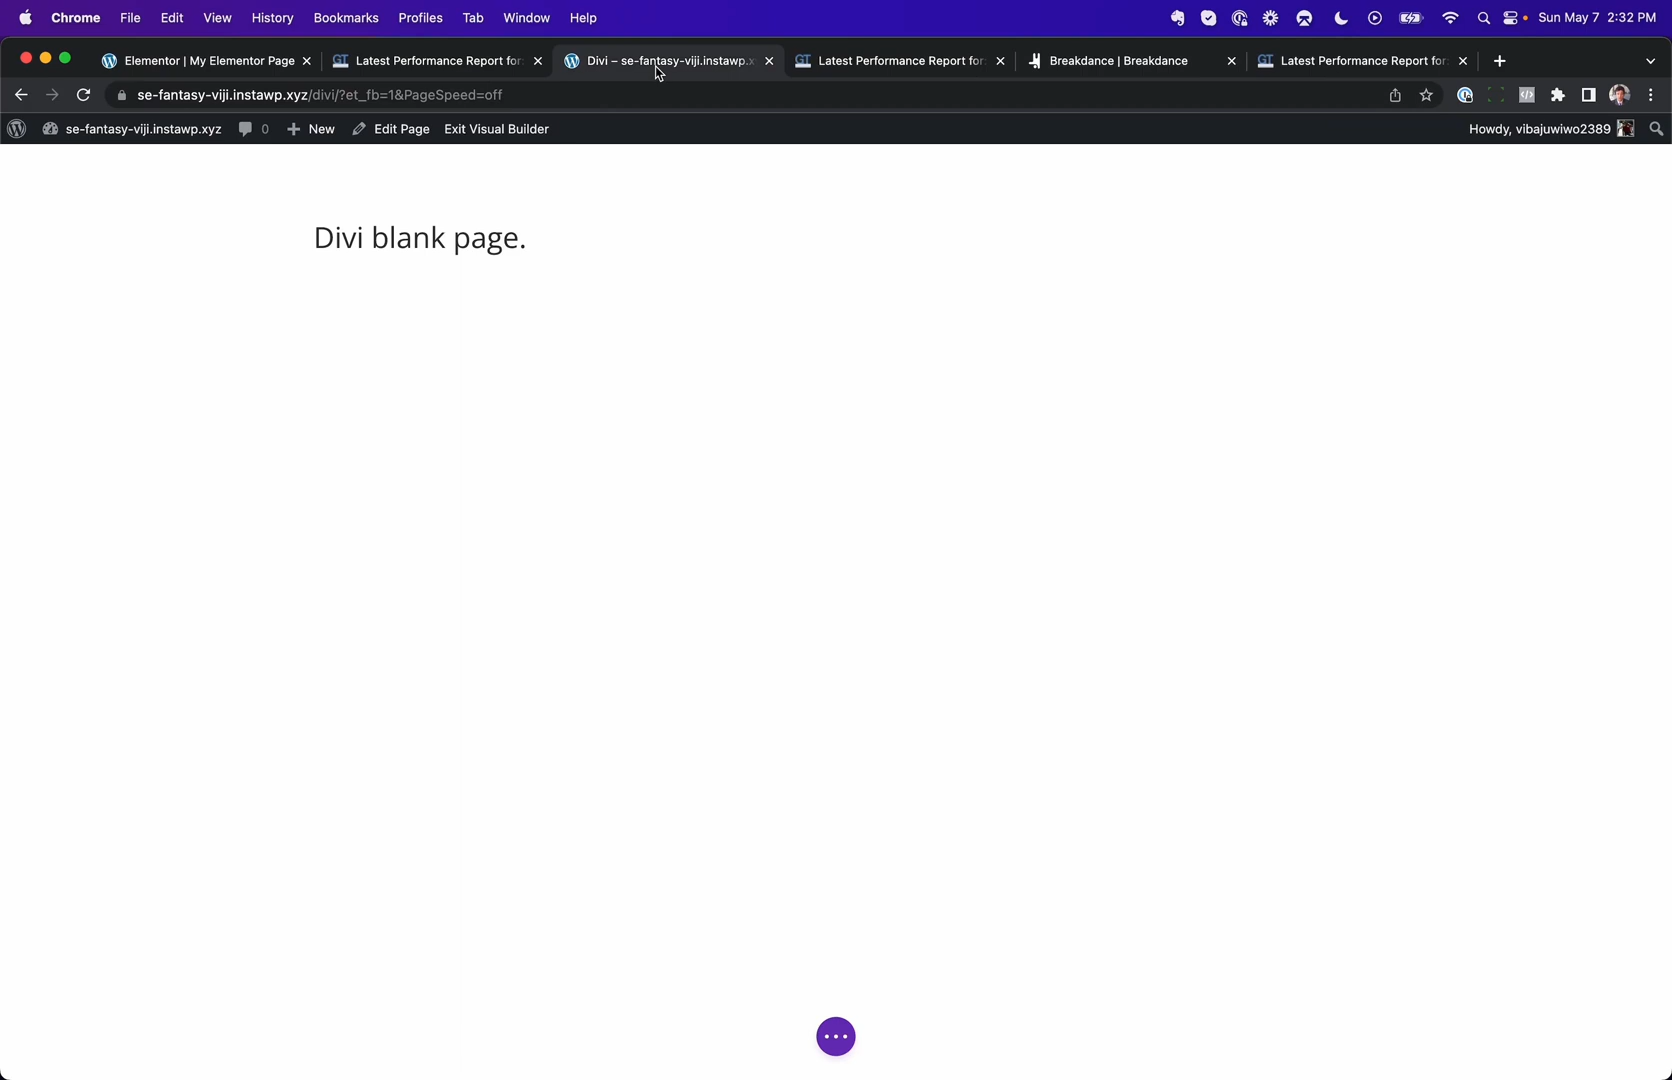 Chrome File Edit View History Bookmarks Profiles Tab Window Help Sun May 7 2:32 PM
Elementor | My Elementor Page GT Latest Performance Report for: Divi – se-fantasy-viji.instawp.x GT Latest Performance Report for: Breakdance | Breakdance GT Latest Performance Report for:
se-fantasy-viji.instawp.xyz/divi/?et_fb=1&PageSpeed=off
se-fantasy-viji.instawp.xyz 0 New Edit Page Exit Visual Builder Howdy, vibajuwiwo2389
Divi blank page.